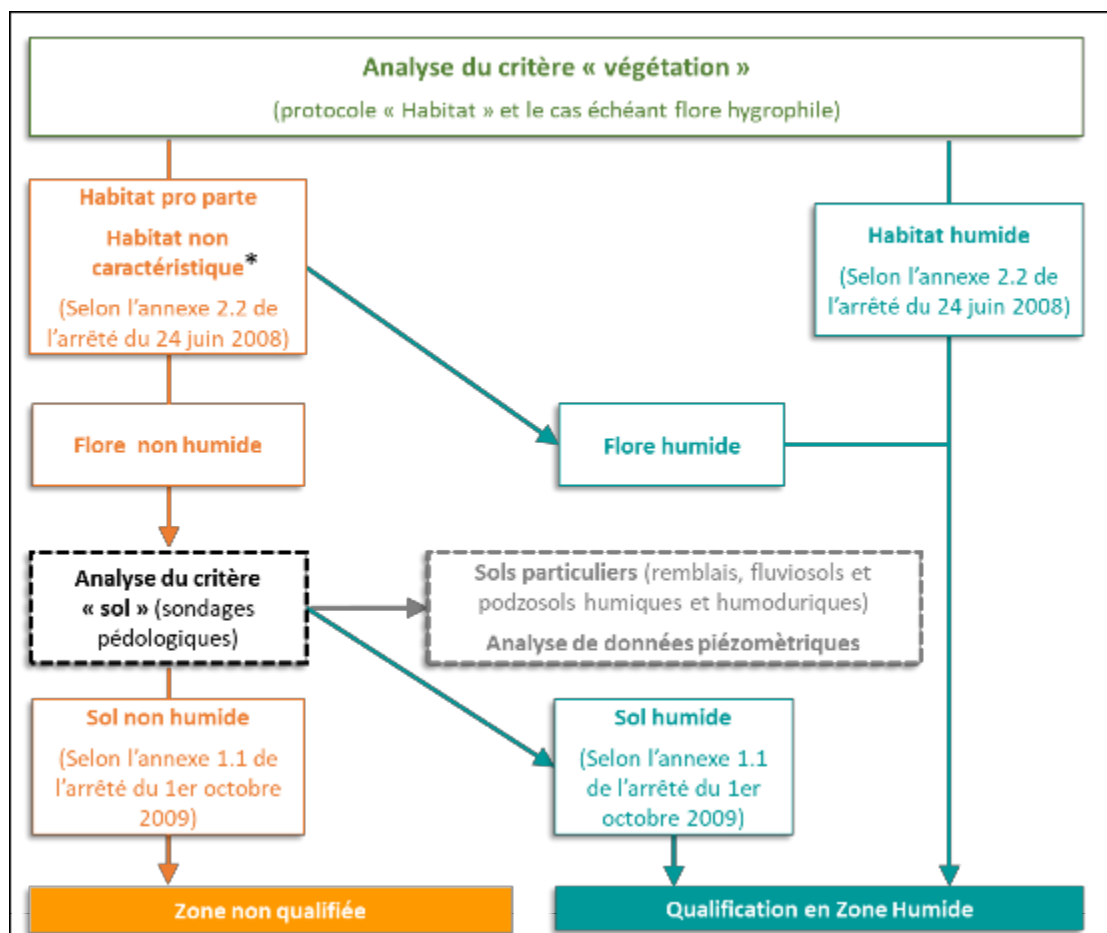 Analyse du critère « végétation »
(protocole « Habitat » et le cas échéant flore hygrophile)
Habitat pro parte
Habitat non
caractéristique*
(Selon l'annexe 2.2 de
l'arrêté du 24 juin 2008)
Habitat humide
(Selon l'annexe 2.2 de
l'arrêté du 24 juin 2008)
Flore non humide
Flore humide
Analyse du critère
« sol » (sondages
pédologiques)
Sols particuliers (remblais, fluviosols et
podzosols humiques et humoduriques)
Analyse de données piézomètriques
Sol non humide
(Selon l'annexe 1.1 de
l'arrêté du 1er octobre
2009)
Sol humide
(Selon l'annexe 1.1
de l'arrêté du 1er
octobre 2009)
Zone non qualifiée
Qualification en Zone Humide